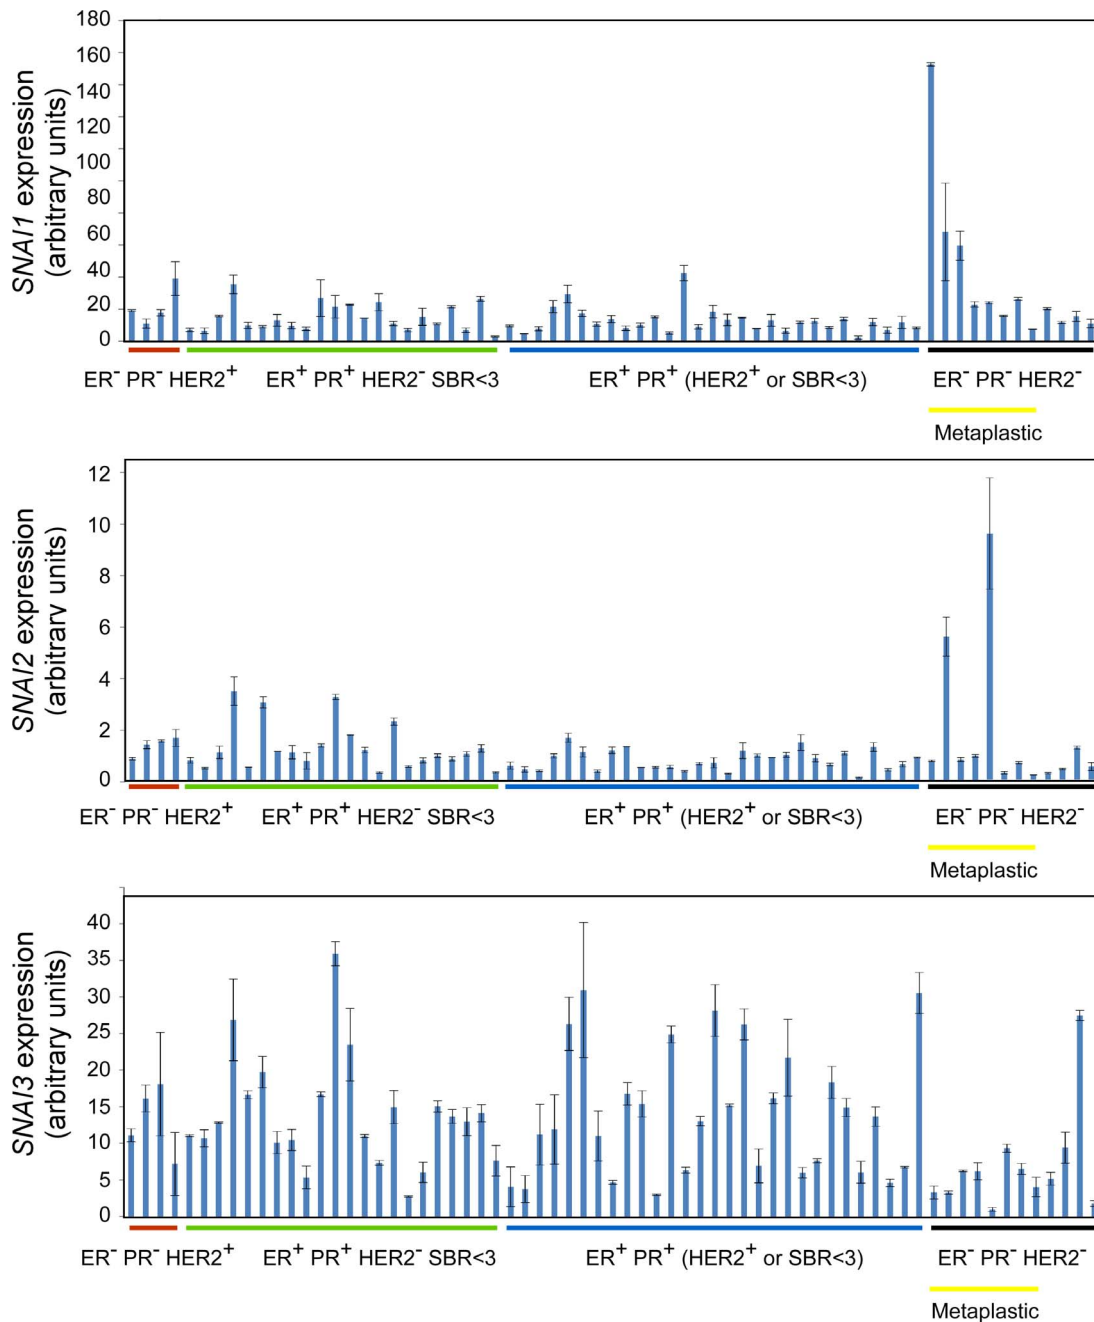 180
160
140
120
100
80
60
40
20
0
SNAI1 expression
(arbitrary units)
ER⁻ PR⁻ HER2⁺
ER⁺ PR⁺ HER2⁻ SBR<3
ER⁺ PR⁺ (HER2⁺ or SBR<3)
ER⁻ PR⁻ HER2⁻
Metaplastic
12
10
8
6
4
2
0
SNAI2 expression
(arbitrary units)
ER⁻ PR⁻ HER2⁺
ER⁺ PR⁺ HER2⁻ SBR<3
ER⁺ PR⁺ (HER2⁺ or SBR<3)
ER⁻ PR⁻ HER2⁻
Metaplastic
40
35
30
25
20
15
10
5
0
SNAI3 expression
(arbitrary units)
ER⁻ PR⁻ HER2⁺
ER⁺ PR⁺ HER2⁻ SBR<3
ER⁺ PR⁺ (HER2⁺ or SBR<3)
ER⁻ PR⁻ HER2⁻
Metaplastic